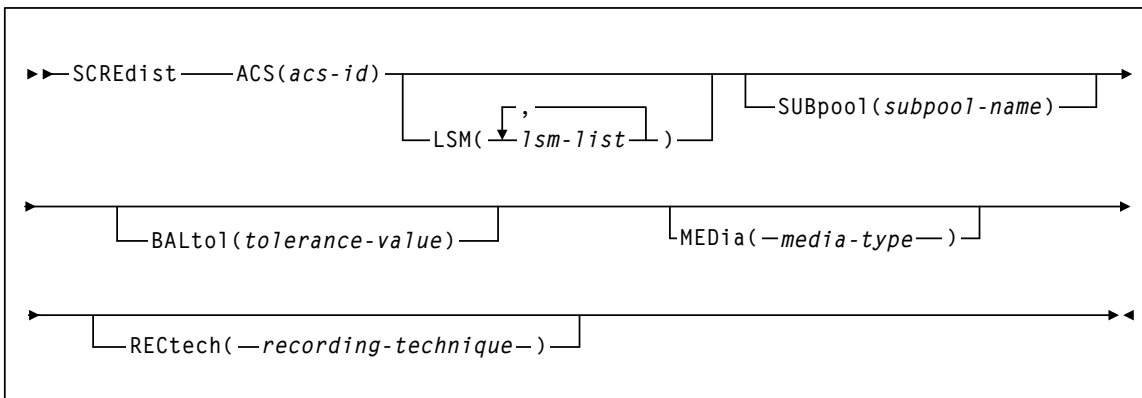 SCREdist ACS(acs-id)
,
LSM( lsm-list )
SUBpool(subpool-name)
BALtol(tolerance-value)
MEDia( media-type )
RECtech( recording-technique )